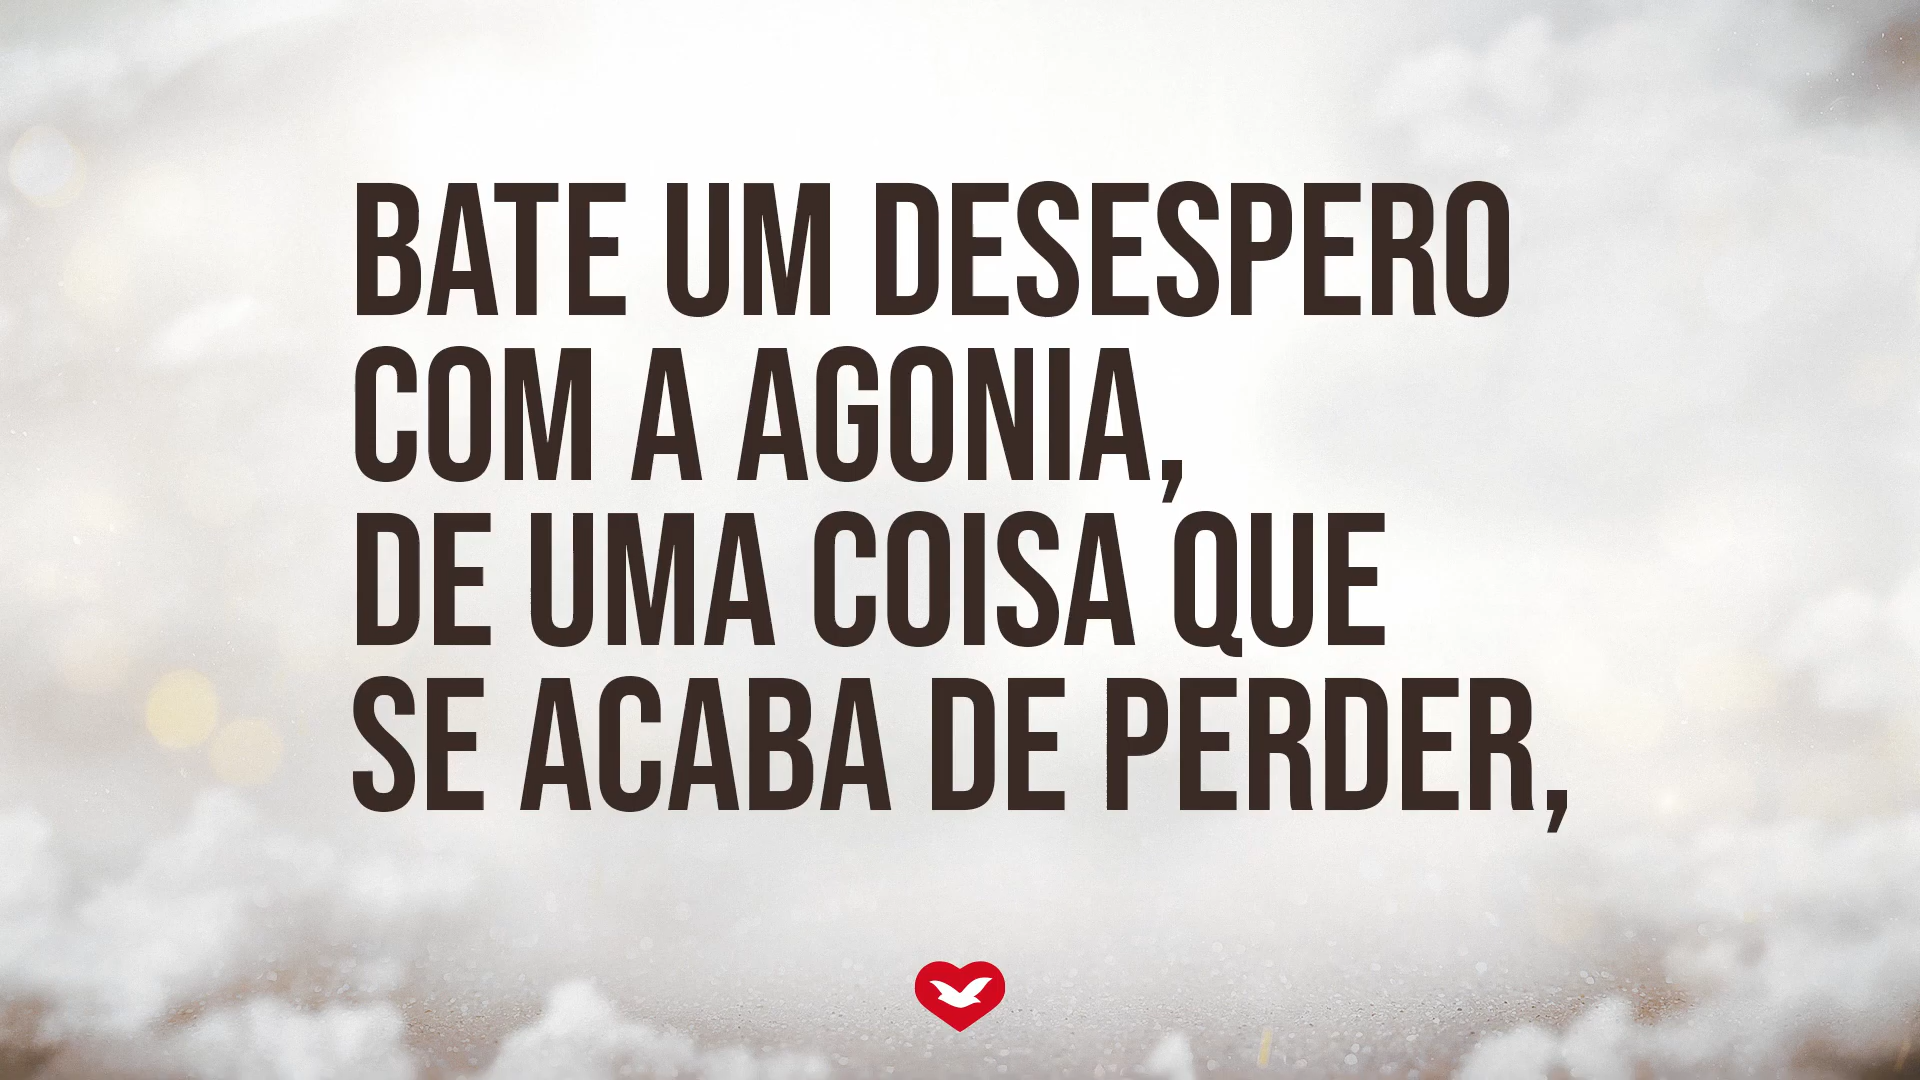 BATE UM DESESPERO
COM A AGONIA,
DE UMA COISA QUE
SE ACABA DE PERDER,